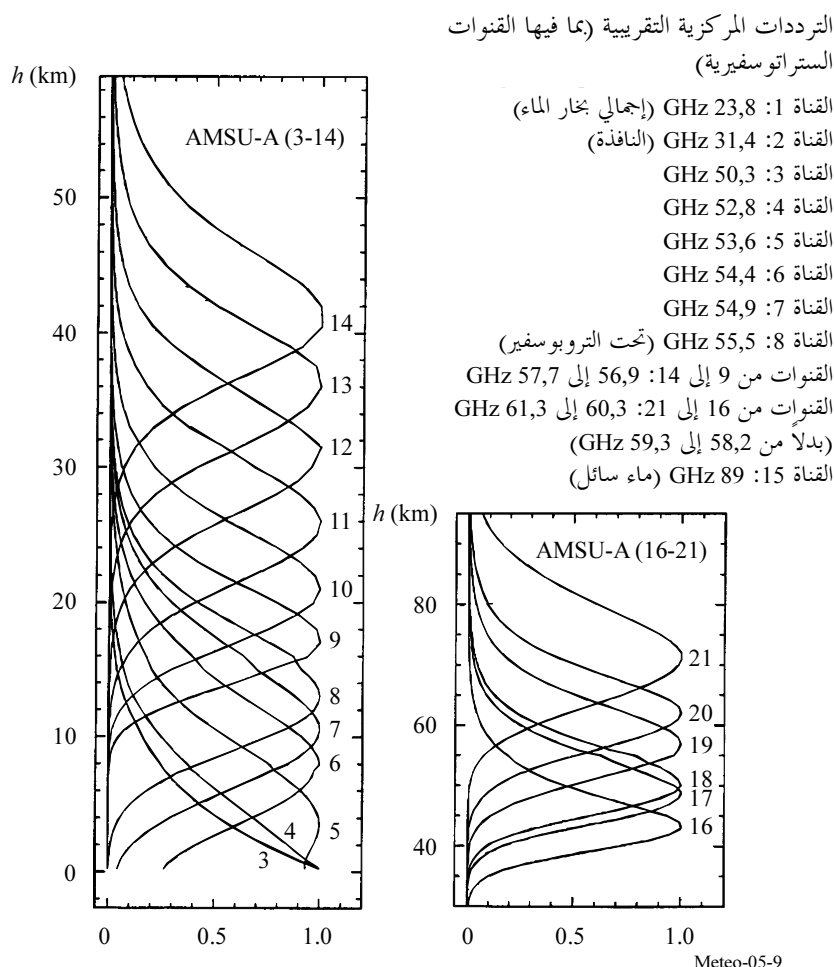 الترددات المركزية التقريبية (بما فيها القنوات
الستراتوسفيرية)
القناة 1: GHz 23,8 (إجمالي بخار الماء)
القناة 2: GHz 31,4 (النافذة)
القناة 3: GHz 50,3
القناة 4: GHz 52,8
القناة 5: GHz 53,6
القناة 6: GHz 54,4
القناة 7: GHz 54,9
القناة 8: GHz 55,5 (تحت التروبوسفير)
القنوات من 9 إلى 14: 56,9 إلى GHz 57,7
القنوات من 16 إلى 21: 60,3 إلى GHz 61,3
(بدلاً من 58,2 إلى GHz 59,3)
القناة 15: GHz 89 (ماء سائل)
h (km)
AMSU-A (3-14)
50
40
30
20
10
0
14
13
12
11
10
9
8
7
6
5
4
3
0
0.5
1.0
h (km)
AMSU-A (16-21)
80
60
40
21
20
19
18
17
16
0
0.5
1.0
Meteo-05-9